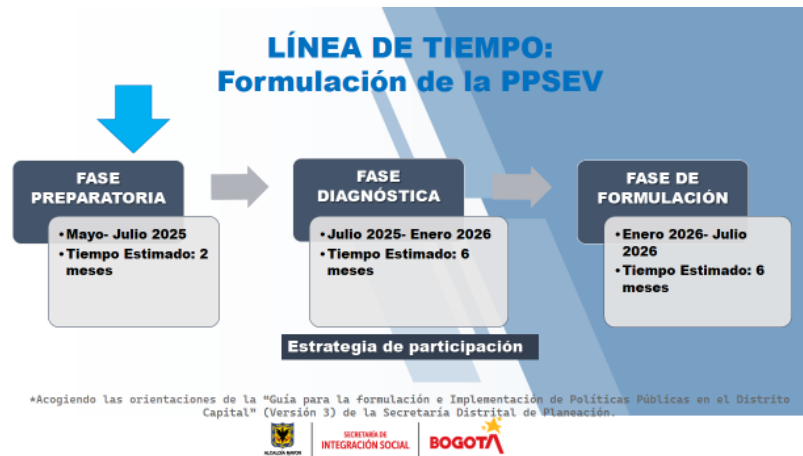 LÍNEA DE TIEMPO:
Formulación de la PPSEV
FASE
PREPARATORIA
• Mayo- Julio 2025
• Tiempo Estimado: 2
meses
FASE
DIAGNÓSTICA
• Julio 2025- Enero 2026
• Tiempo Estimado: 6
meses
FASE DE
FORMULACIÓN
• Enero 2026- Julio
2026
• Tiempo Estimado: 6
meses
Estrategia de participación
*Acogiendo las orientaciones de la "Guía para la formulación e Implementación de Políticas Públicas en el Distrito
Capital" (Versión 3) de la Secretaría Distrital de Planeación.
ALCALDÍA MAYOR
SECRETARÍA DE
INTEGRACIÓN SOCIAL
BOGOTÁ